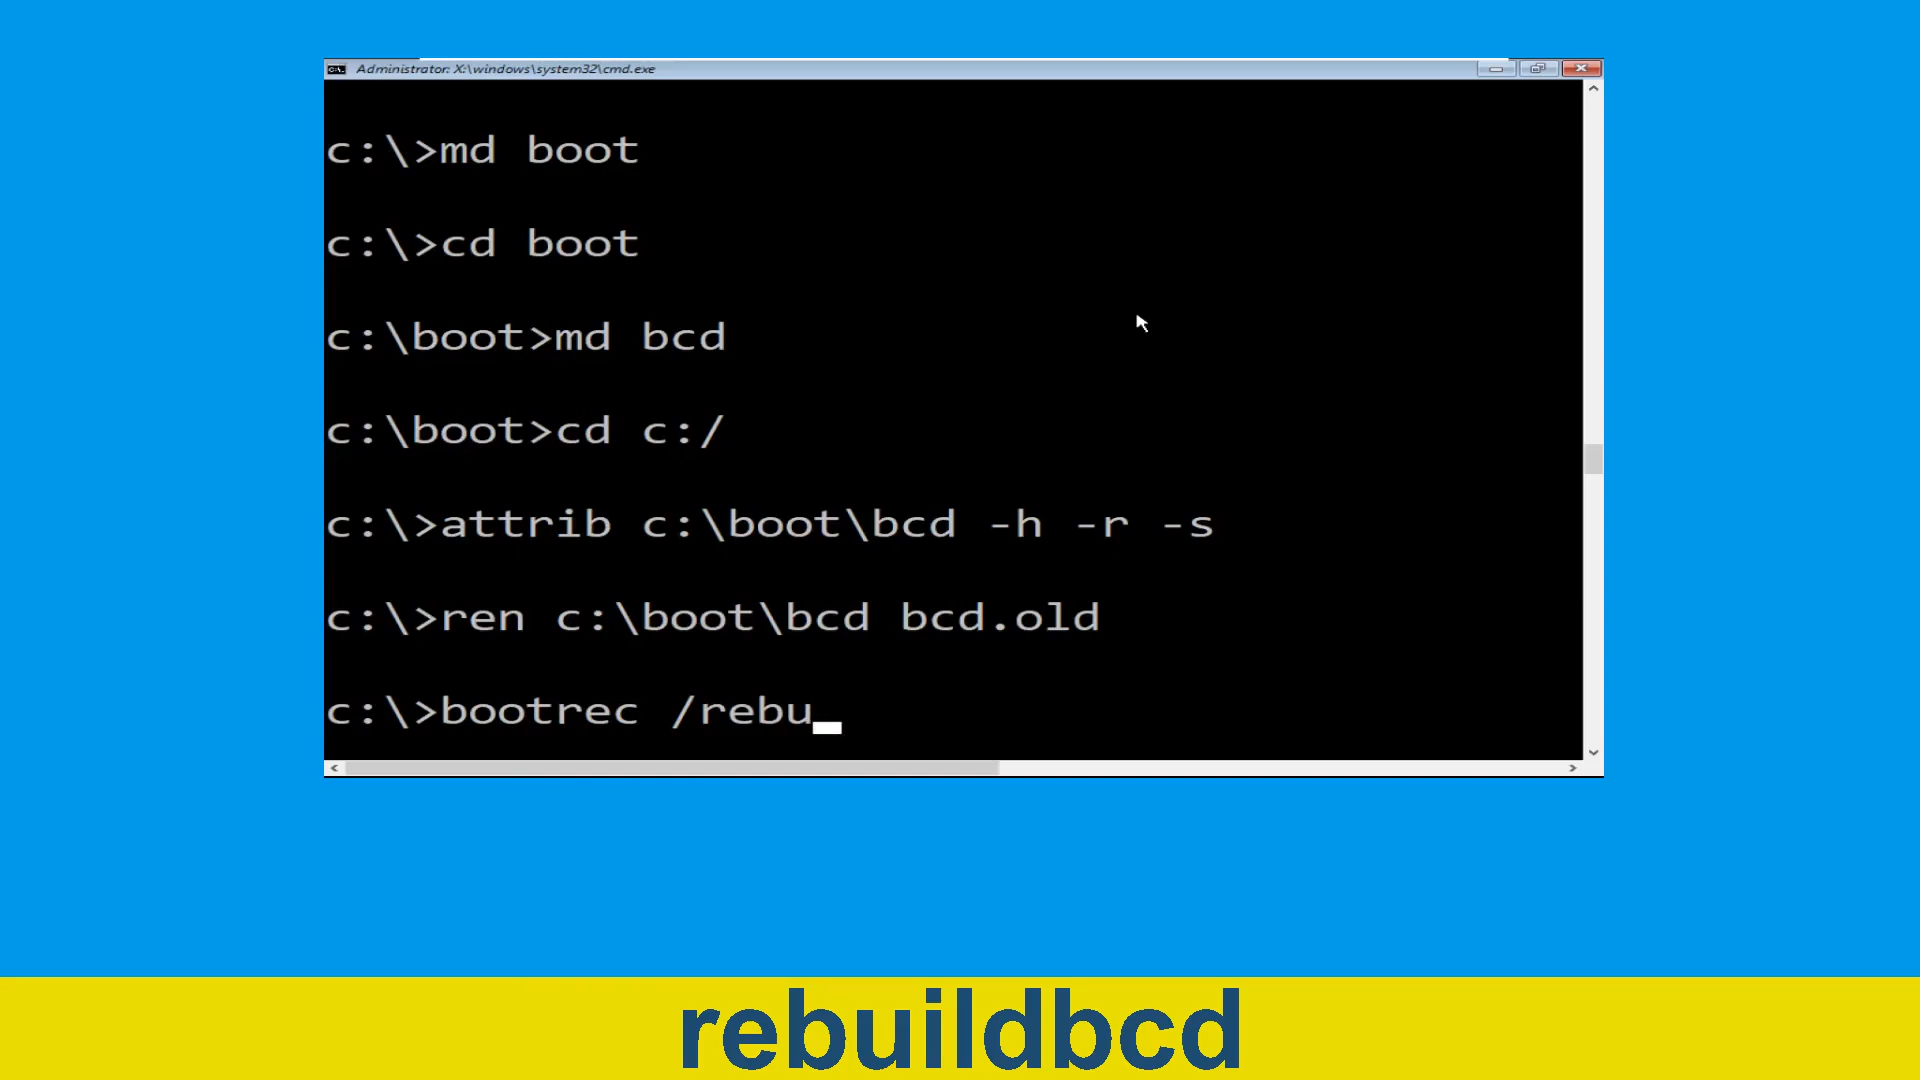 Administrator: X:\windows\system32\cmd.exe
c:\>md boot
c:\>cd boot
c:\boot>md bcd
c:\boot>cd c:/
c:\>attrib c:\boot\bcd -h -r -s
c:\>ren c:\boot\bcd bcd.old
c:\>bootrec /rebu
rebuildbcd